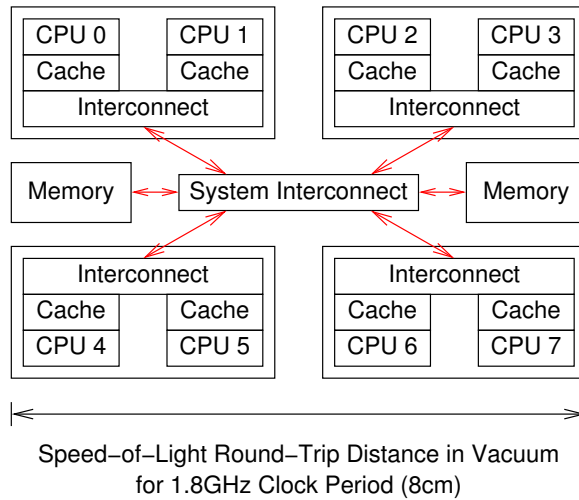 CPU 0 CPU 1 CPU 2 CPU 3
Cache Cache Cache Cache
Interconnect Interconnect
Memory System Interconnect Memory
Interconnect Interconnect
Cache Cache Cache Cache
CPU 4 CPU 5 CPU 6 CPU 7
Speed−of−Light Round−Trip Distance in Vacuum
for 1.8GHz Clock Period (8cm)